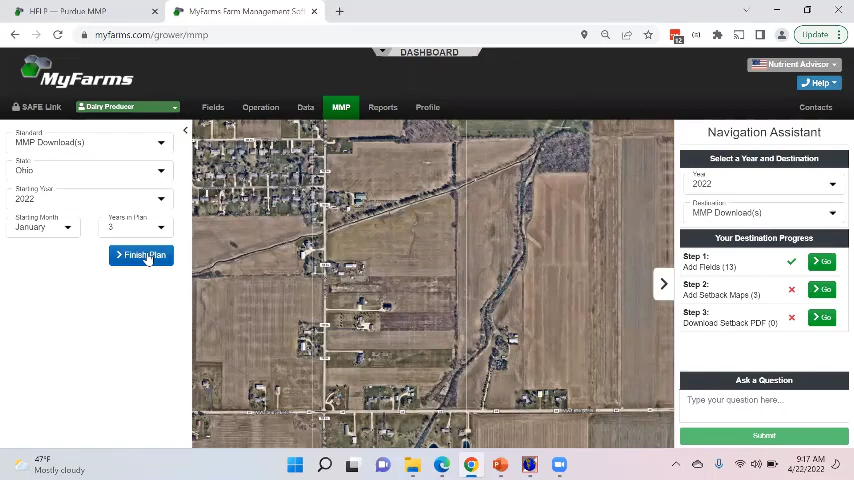 HELP — Purdue MMP
MyFarms Farm Management Soft
myfarms.com/grower/mmp
12
Update
DASHBOARD
MyFarms
Nutrient Advisor
Help
SAFE Link
Dairy Producer
Fields
Operation
Data
MMP
Reports
Profile
Contacts
Standard
MMP Download(s)
State
Ohio
Starting Year
2022
Starting Month
January
Years in Plan
3
Finish Plan
Navigation Assistant
Select a Year and Destination
Year
2022
Destination
MMP Download(s)
Your Destination Progress
Step 1:
Add Fields (13)
Go
Step 2:
Add Setback Maps (3)
Go
Step 3:
Download Setback PDF (0)
Go
Ask a Question
Type your question here...
Submit
47°F
Mostly cloudy
9:17 AM
4/22/2022